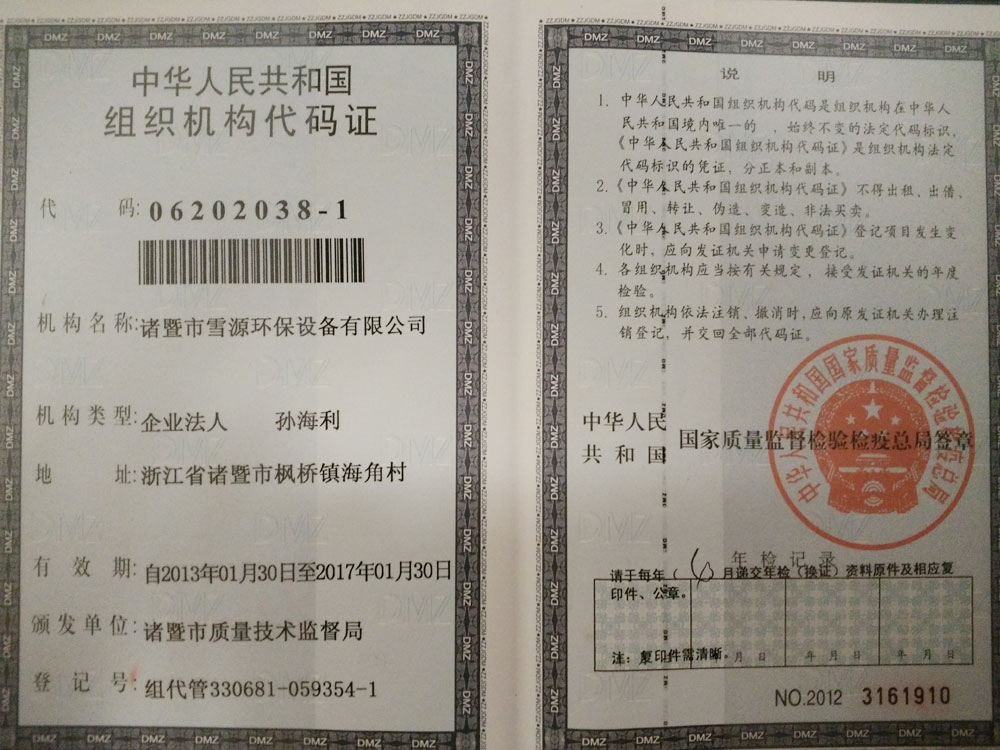 中华人民共和国
组织机构代码证
代 码: 06202038-1
机构名称: 诸暨市雪源环保设备有限公司
机构类型: 企业法人 孙海利
地 址: 浙江省诸暨市枫桥镇海角村
有 效 期: 自2013年01月30日至2017年01月30日
颁发单位: 诸暨市质量技术监督局
登 记 号: 组代管330681-059354-1
说 明
1. 中华人民共和国组织机构代码是组织机构在中华人
民共和国境内唯一的 、始终不变的法定代码标识,
《中华人民共和国组织机构代码证》是组织机构法定
代码标识的凭证,分正本和副本。
2.《中华人民共和国组织机构代码证》不得出租、出借、
冒用、转让、伪造、变造、非法买卖。
3.《中华人民共和国组织机构代码证》登记项目发生变
化时,应向发证机关申请变更登记。
4. 各组织机构应当按有关规定,接受发证机关的年度
检验。
5. 组织机构依法注销、撤消时,应向原发证机关办理注
销登记,并交回全部代码证。
中华人民
共 和 国 国家质量监督检验检疫总局签章
年检记录
请于每年( 月递交年检(换证)资料原件及相应复
印件、公章。
注:复印件需清晰。 月 日 年 月 日 年 月 日
NO.2012 3161910